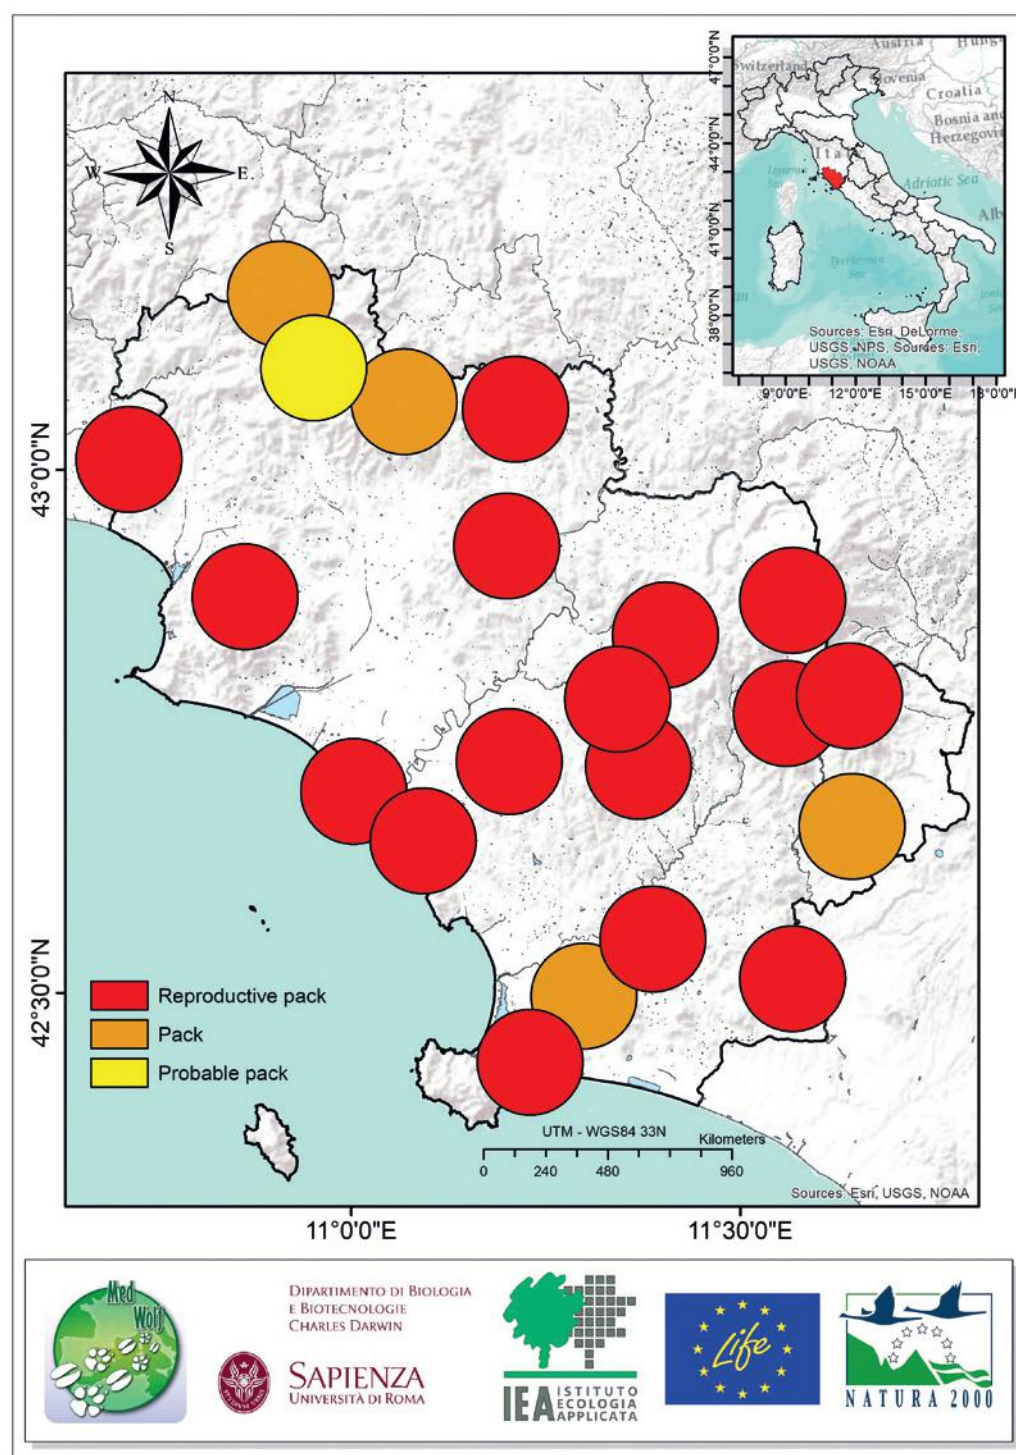 N
W
E
S
43°0'0"N
42°30'0"N
11°0'0"E
11°30'0"E
Reproductive pack
Pack
Probable pack
UTM - WGS84 33N
Kilometers
0 240 480 960
Sources: Esri, USGS, NOAA
47°0'0"N
44°0'0"N
41°0'0"N
38°0'0"N
9°0'0"E 12°0'0"E 15°0'0"E 18°0'0"E
Austria
Switzerland
Slovenia
Croatia
Bosnia and
Herzegovi
Ita
Ligurian
Sea
Adriatic Sea
Alb
Tyrrhenian
Sea
Sources: Esri, DeLorme,
USGS, NPS, Sources: Esri,
USGS, NOAA
Med
Wolf
DIPARTIMENTO DI BIOLOGIA
E BIOTECNOLOGIE
CHARLES DARWIN
SAPIENZA
UNIVERSITÀ DI ROMA
IEA ISTITUTO
ECOLOGIA
APPLICATA
Life
NATURA 2000